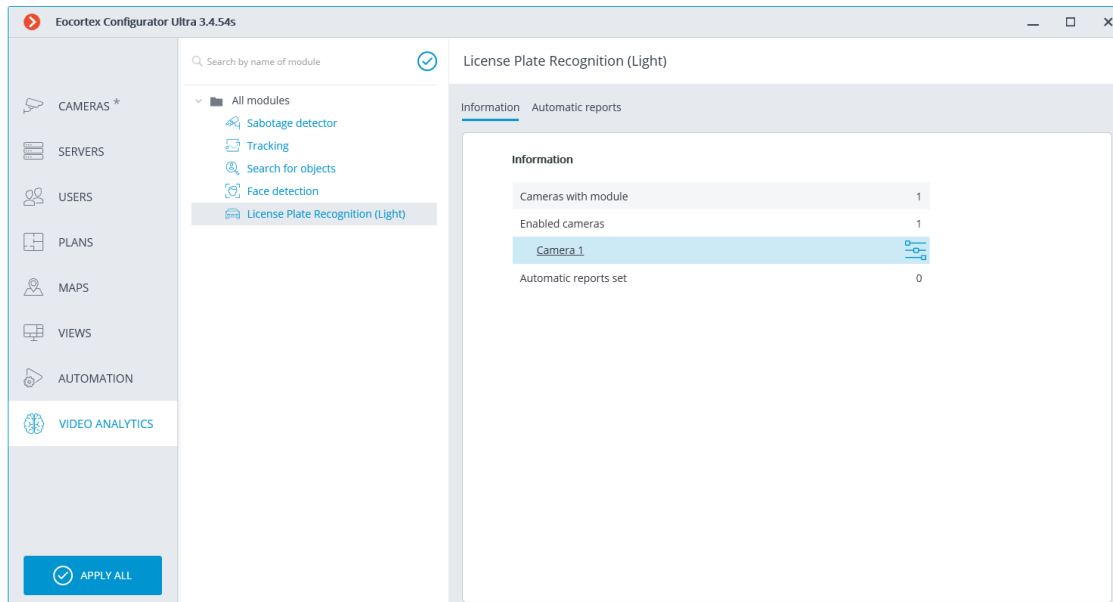 Eocortex Configurator Ultra 3.4.54s
CAMERAS *
SERVERS
USERS
PLANS
MAPS
VIEWS
AUTOMATION
VIDEO ANALYTICS
APPLY ALL
Search by name of module
All modules
Sabotage detector
Tracking
Search for objects
Face detection
License Plate Recognition (Light)
License Plate Recognition (Light)
Information Automatic reports
Information
Cameras with module 1
Enabled cameras 1
Camera 1
Automatic reports set 0